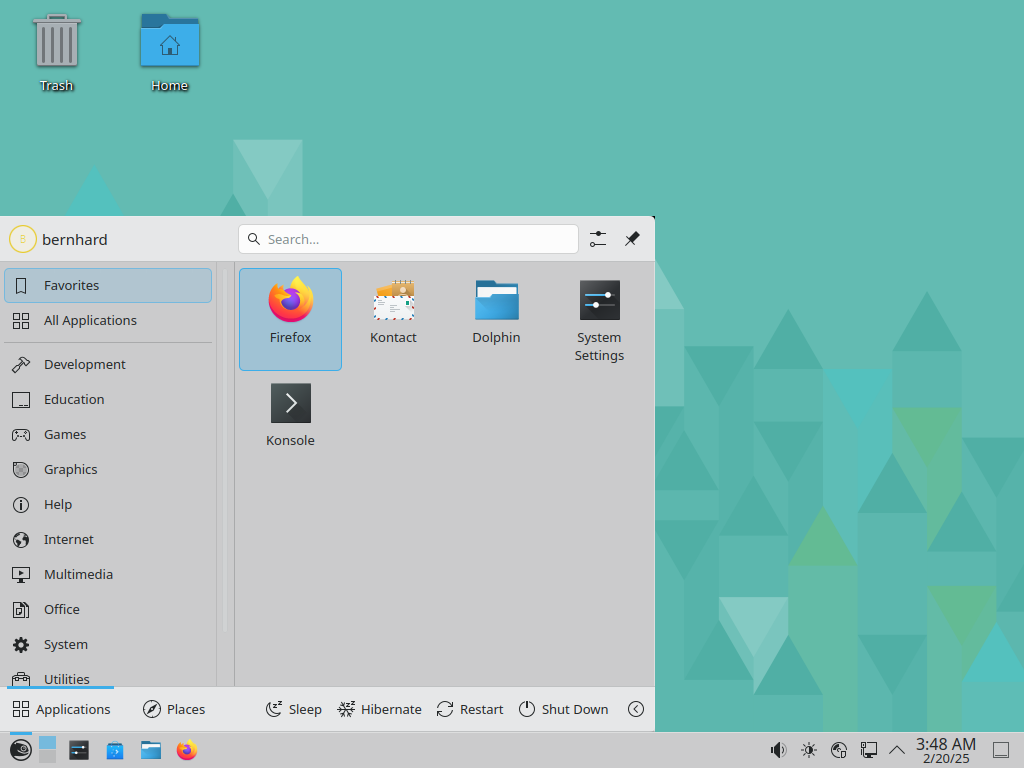 Trash
Home
bernhard
Search...
Favorites
All Applications
Development
Education
Games
Graphics
Help
Internet
Multimedia
Office
System
Utilities
Firefox
Kontact
Dolphin
System
Settings
Konsole
Applications
Places
Sleep
Hibernate
Restart
Shut Down
3:48 AM
2/20/25